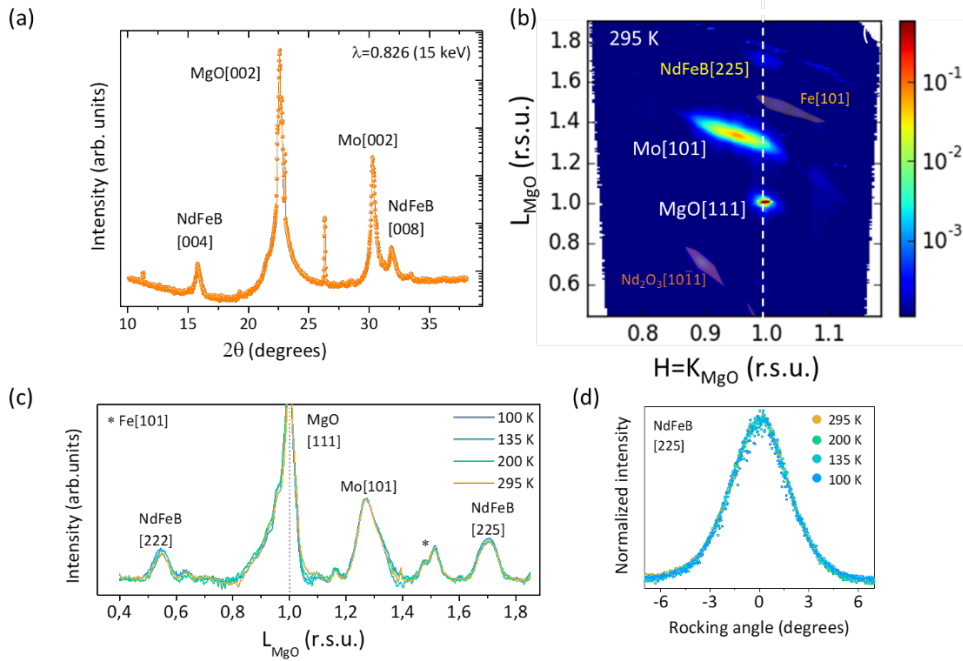 (a)
λ=0.826 (15 keV)
MgO[002]
Mo[002]
NdFeB
[004]
NdFeB
[008]
Intensity (arb. units)
10 15 20 25 30 35
2θ (degrees)
(b)
295 K
NdFeB[225]
Fe[101]
Mo[101]
MgO[111]
Nd₂O₃[101̄1]
L_MgO (r.s.u.)
1.8
1.6
1.4
1.2
1.0
0.8
0.6
0.8 0.9 1.0 1.1
H=K_MgO (r.s.u.)
10⁻¹
10⁻²
10⁻³
(c)
* Fe[101]
MgO
[111]
100 K
135 K
200 K
295 K
Mo[101]
NdFeB
[222]
NdFeB
[225]
*
Intensity (arb.units)
0,4 0,6 0,8 1,0 1,2 1,4 1,6 1,8
L_MgO (r.s.u.)
(d)
NdFeB
[225]
295 K
200 K
135 K
100 K
Normalized intensity
-6 -3 0 3 6
Rocking angle (degrees)